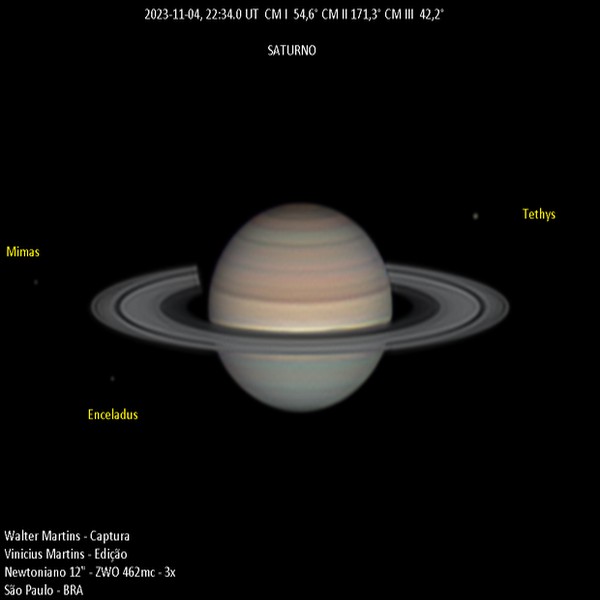 2023-11-04, 22:34.0 UT CM I 54,6° CM II 171,3° CM III 42,2°
SATURNO
Tethys
Mimas
Enceladus
Walter Martins - Captura
Vinicius Martins - Edição
Newtoniano 12" - ZWO 462mc - 3x
São Paulo - BRA